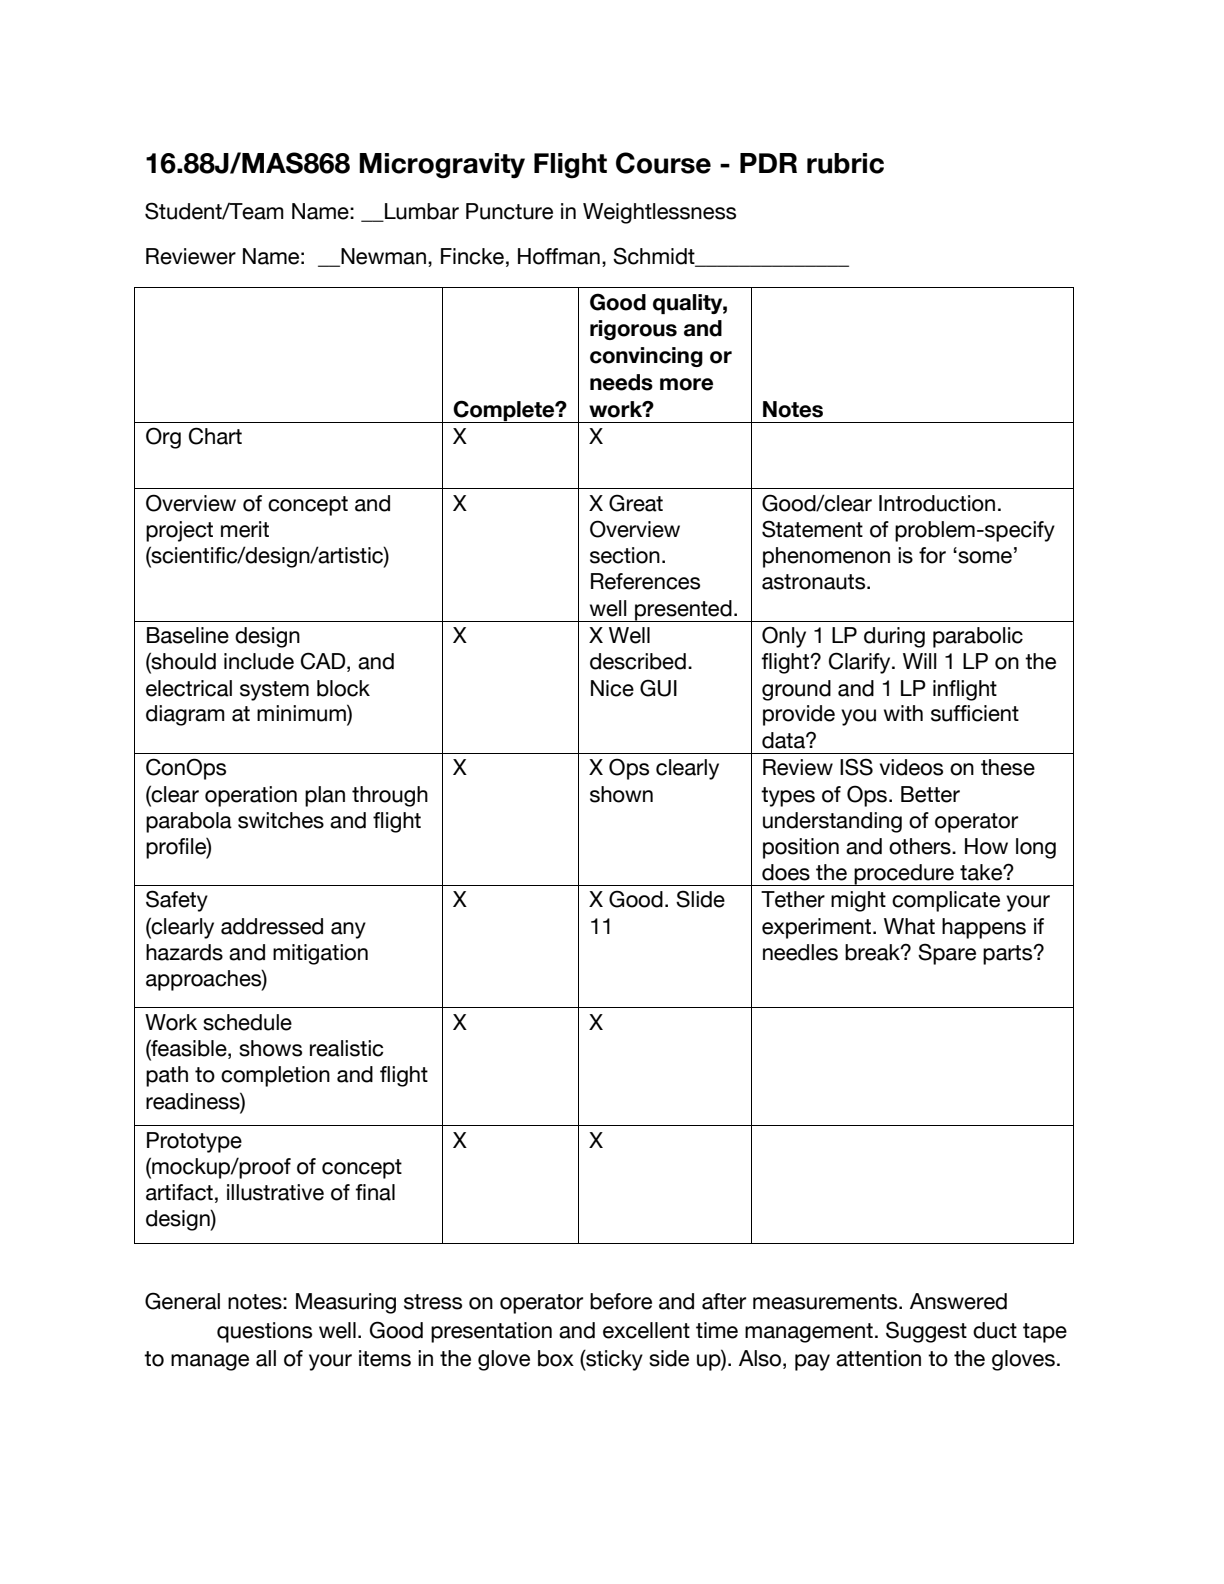 16.88J/MAS868 Microgravity Flight Course - PDR rubric
Student/Team Name: __Lumbar Puncture in Weightlessness
Reviewer Name: __Newman, Fincke, Hoffman, Schmidt_____________
Complete?
Good quality,
rigorous and
convincing or
needs more
work?
Notes
Org Chart
X
X
Overview of concept and
project merit
(scientific/design/artistic)
X
X Great
Overview
section.
References
well presented.
Good/clear Introduction.
Statement of problem-specify
phenomenon is for ‘some’
astronauts.
Baseline design
(should include CAD, and
electrical system block
diagram at minimum)
X
X Well
described.
Nice GUI
Only 1 LP during parabolic
flight? Clarify. Will 1 LP on the
ground and 1 LP inflight
provide you with sufficient
data?
ConOps
(clear operation plan through
parabola switches and flight
profile)
X
X Ops clearly
shown
Review ISS videos on these
types of Ops. Better
understanding of operator
position and others. How long
does the procedure take?
Safety
(clearly addressed any
hazards and mitigation
approaches)
X
X Good. Slide
11
Tether might complicate your
experiment. What happens if
needles break? Spare parts?
Work schedule
(feasible, shows realistic
path to completion and flight
readiness)
X
X
Prototype
(mockup/proof of concept
artifact, illustrative of final
design)
X
X
General notes: Measuring stress on operator before and after measurements. Answered
questions well. Good presentation and excellent time management. Suggest duct tape
to manage all of your items in the glove box (sticky side up). Also, pay attention to the gloves.